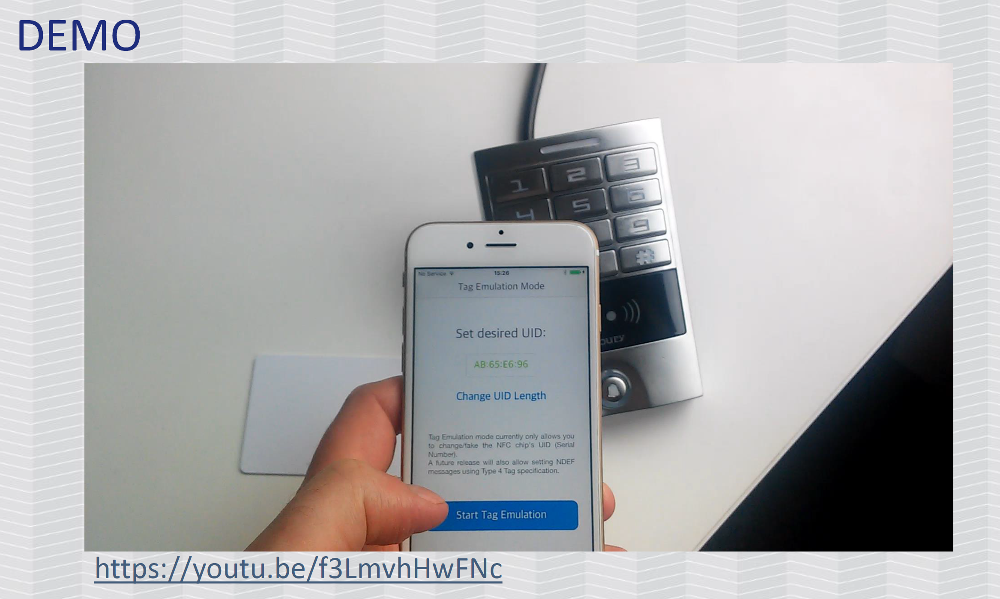 DEMO
1 2 3
4 5 6
9
#
No Service 15:26
Tag Emulation Mode
Set desired UID:
AB:65:E6:96
Change UID Length
Tag Emulation mode currently only allows you
to change/fake the NFC chip's UID (Serial
Number).
A future release will also allow setting NDEF
messages using Type 4 Tag specification.
Start Tag Emulation
https://youtu.be/f3LmvhHwFNc